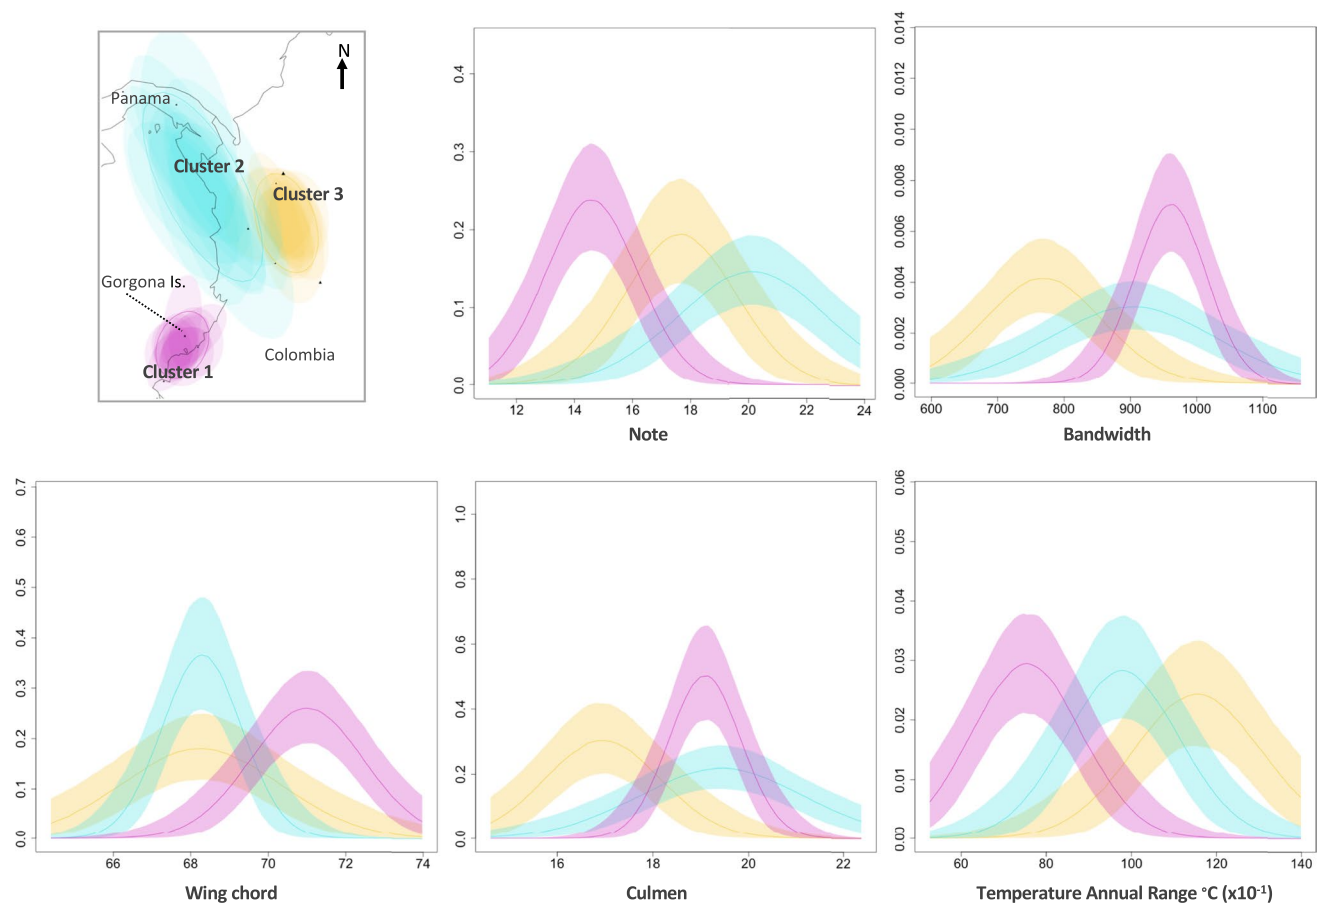 N
Panama
Cluster 2
Cluster 3
Gorgona Is.
Cluster 1
Colombia
0.4
0.3
0.2
0.1
0.0
12 14 16 18 20 22 24
Note
0.014
0.012
0.010
0.008
0.006
0.004
0.002
0.000
600 700 800 900 1000 1100
Bandwidth
0.7
0.6
0.5
0.4
0.3
0.2
0.1
0.0
66 68 70 72 74
Wing chord
1.0
0.8
0.6
0.4
0.2
0.0
16 18 20 22
Culmen
0.06
0.05
0.04
0.03
0.02
0.01
0.00
60 80 100 120 140
Temperature Annual Range °C (x10⁻¹)